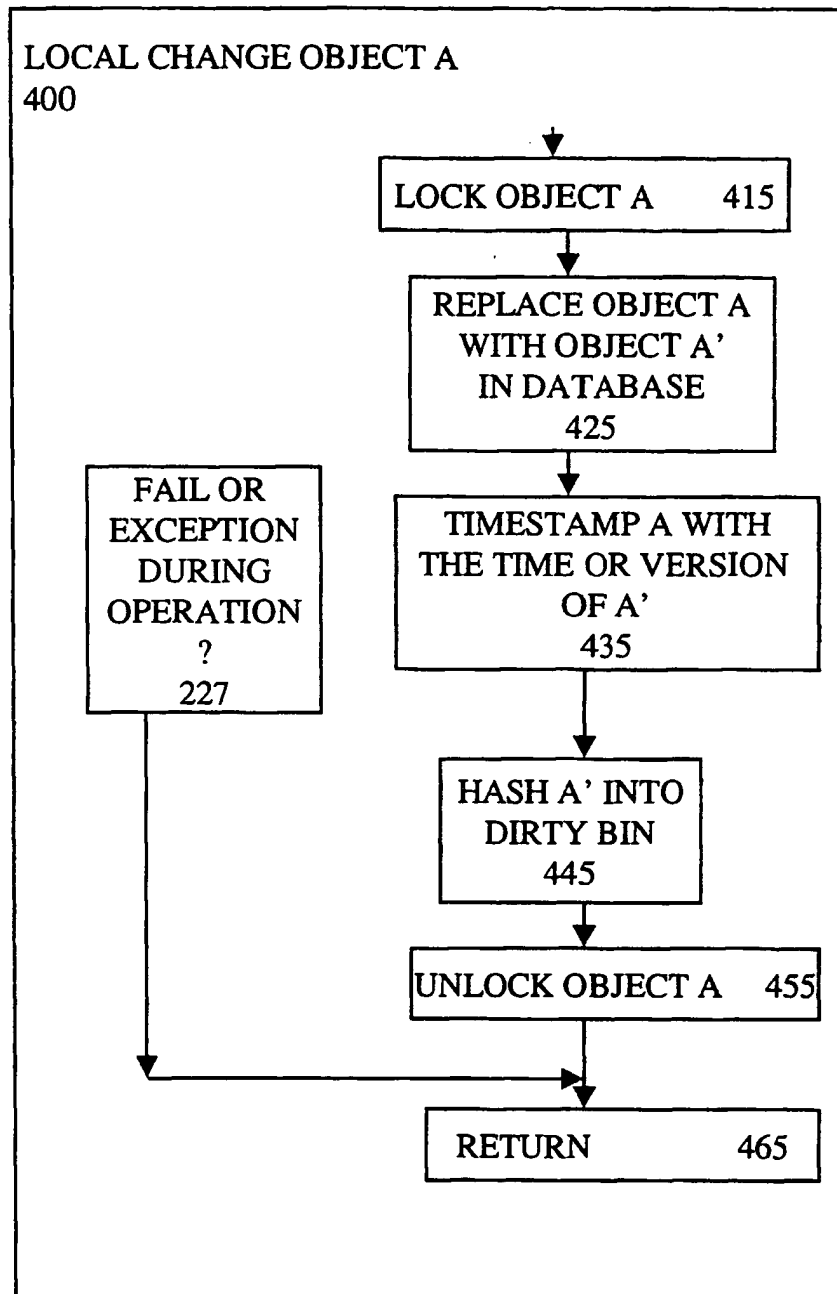 LOCAL CHANGE OBJECT A
400
LOCK OBJECT A 415
REPLACE OBJECT A
WITH OBJECT A'
IN DATABASE
425
FAIL OR
EXCEPTION
DURING
OPERATION
?
227
TIMESTAMP A WITH
THE TIME OR VERSION
OF A'
435
HASH A' INTO
DIRTY BIN
445
UNLOCK OBJECT A 455
RETURN 465